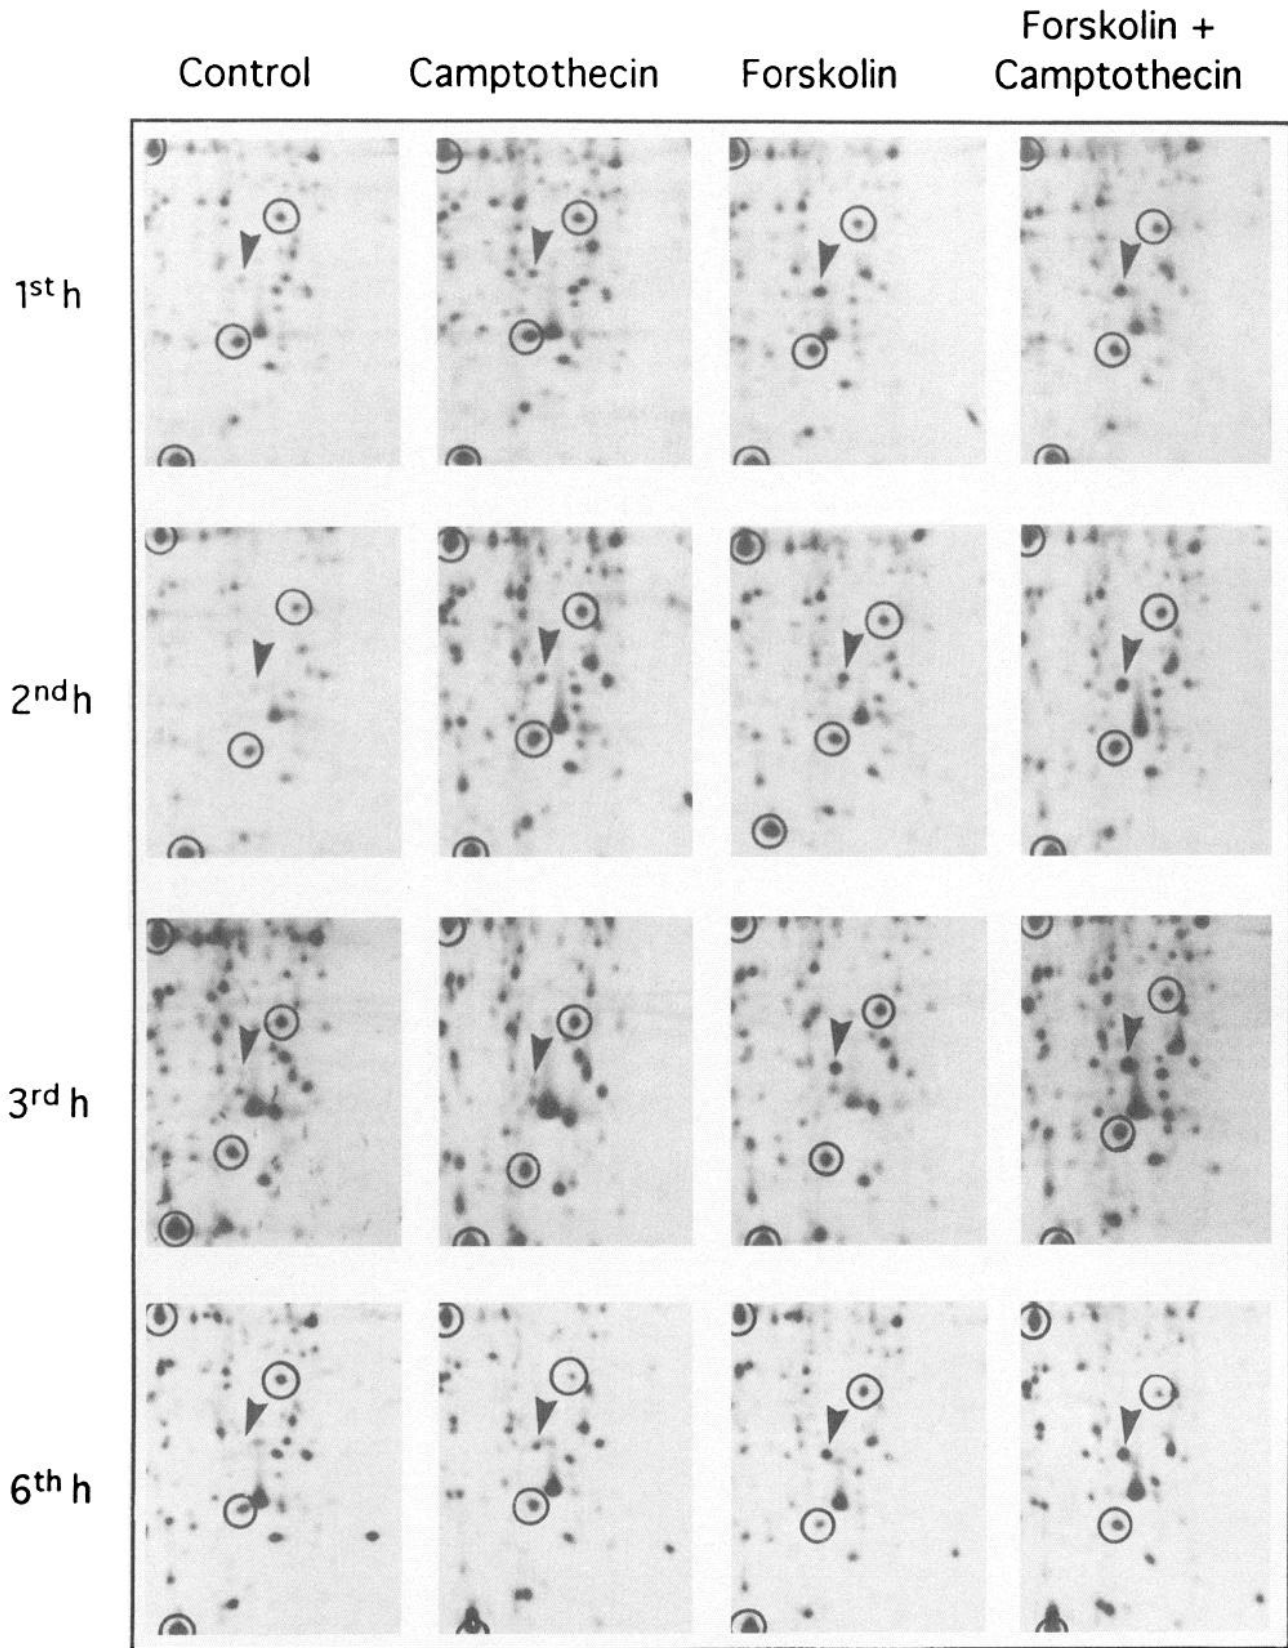 Control Camptothecin Forskolin Forskolin +
Camptothecin
1st h
2nd h
3rd h
6th h